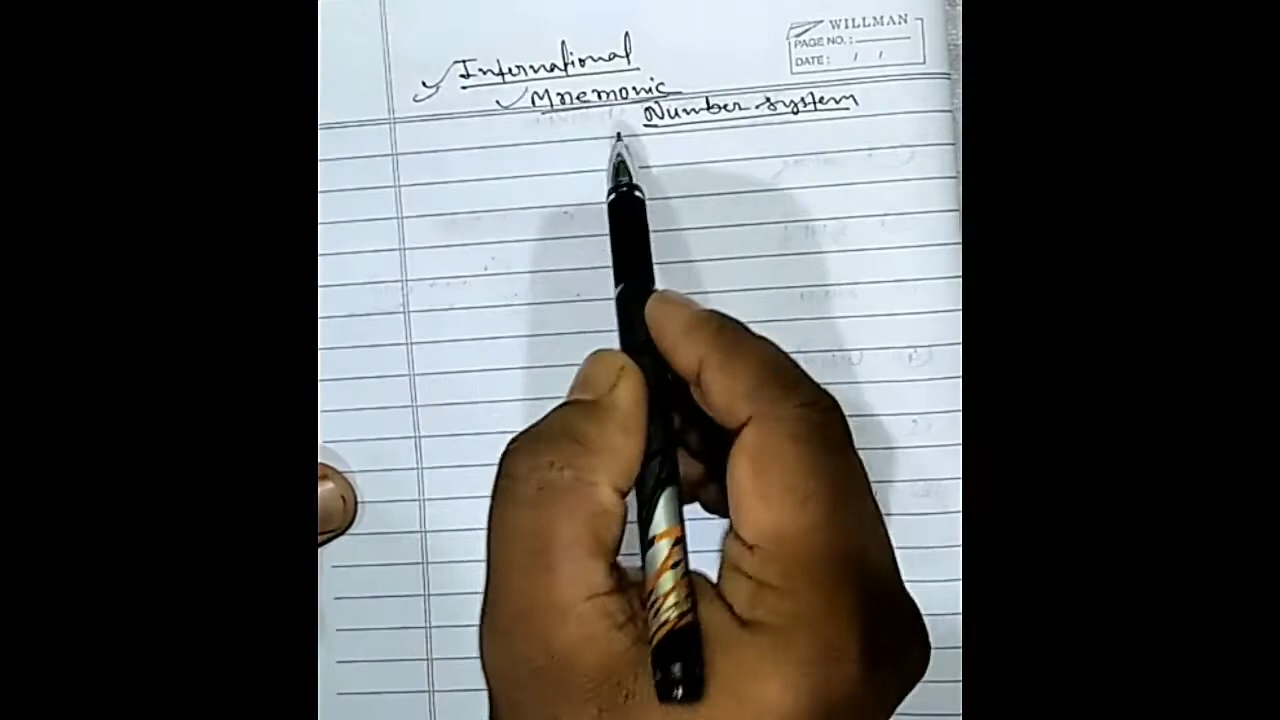 WILLMAN
PAGE NO.:
DATE: / /
International
Mnemonic
Number system